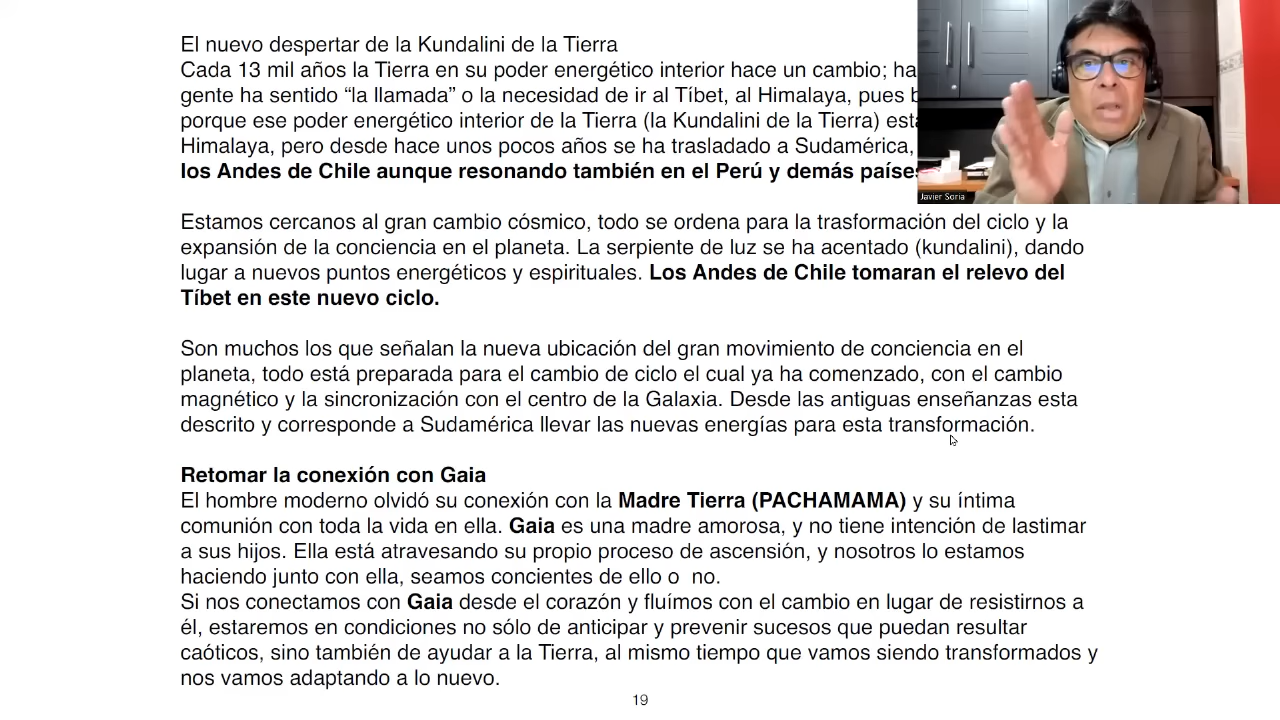 El nuevo despertar de la Kundalini de la Tierra
Cada 13 mil años la Tierra en su poder energético interior hace un cambio; ha
gente ha sentido “la llamada” o la necesidad de ir al Tíbet, al Himalaya, pues
porque ese poder energético interior de la Tierra (la Kundalini de la Tierra)
Himalaya, pero desde hace unos pocos años se ha trasladado a Sudamérica,
los Andes de Chile aunque resonando también en el Perú y demás países
Javier Soria
Estamos cercanos al gran cambio cósmico, todo se ordena para la trasformación del ciclo y la
expansión de la conciencia en el planeta. La serpiente de luz se ha acentado (kundalini), dando
lugar a nuevos puntos energéticos y espirituales. Los Andes de Chile tomaran el relevo del
Tíbet en este nuevo ciclo.
Son muchos los que señalan la nueva ubicación del gran movimiento de conciencia en el
planeta, todo está preparada para el cambio de ciclo el cual ya ha comenzado, con el cambio
magnético y la sincronización con el centro de la Galaxia. Desde las antiguas enseñanzas esta
descrito y corresponde a Sudamérica llevar las nuevas energías para esta transformación.
Retomar la conexión con Gaia
El hombre moderno olvidó su conexión con la Madre Tierra (PACHAMAMA) y su íntima
comunión con toda la vida en ella. Gaia es una madre amorosa, y no tiene intención de lastimar
a sus hijos. Ella está atravesando su propio proceso de ascensión, y nosotros lo estamos
haciendo junto con ella, seamos concientes de ello o  no.
Si nos conectamos con Gaia desde el corazón y fluímos con el cambio en lugar de resistirnos a
él, estaremos en condiciones no sólo de anticipar y prevenir sucesos que puedan resultar
caóticos, sino también de ayudar a la Tierra, al mismo tiempo que vamos siendo transformados y
nos vamos adaptando a lo nuevo.
19